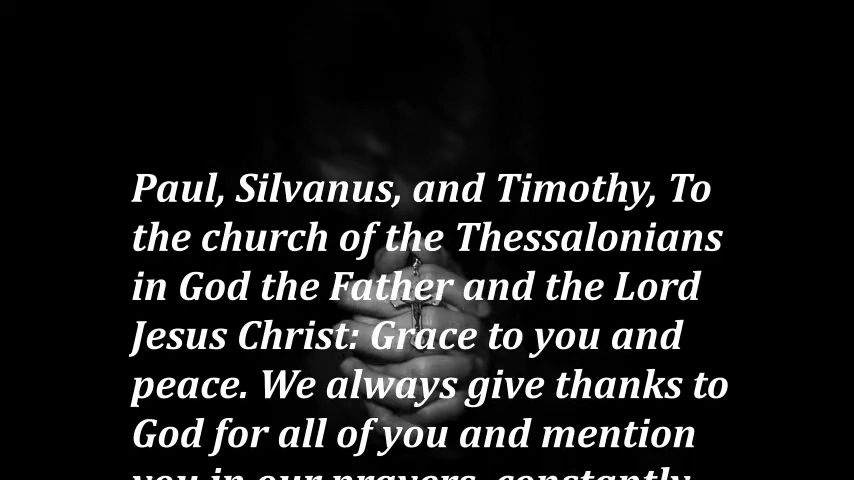 Paul, Silvanus, and Timothy, To
the church of the Thessalonians
in God the Father and the Lord
Jesus Christ: Grace to you and
peace. We always give thanks to
God for all of you and mention
you in our prayers, constantly